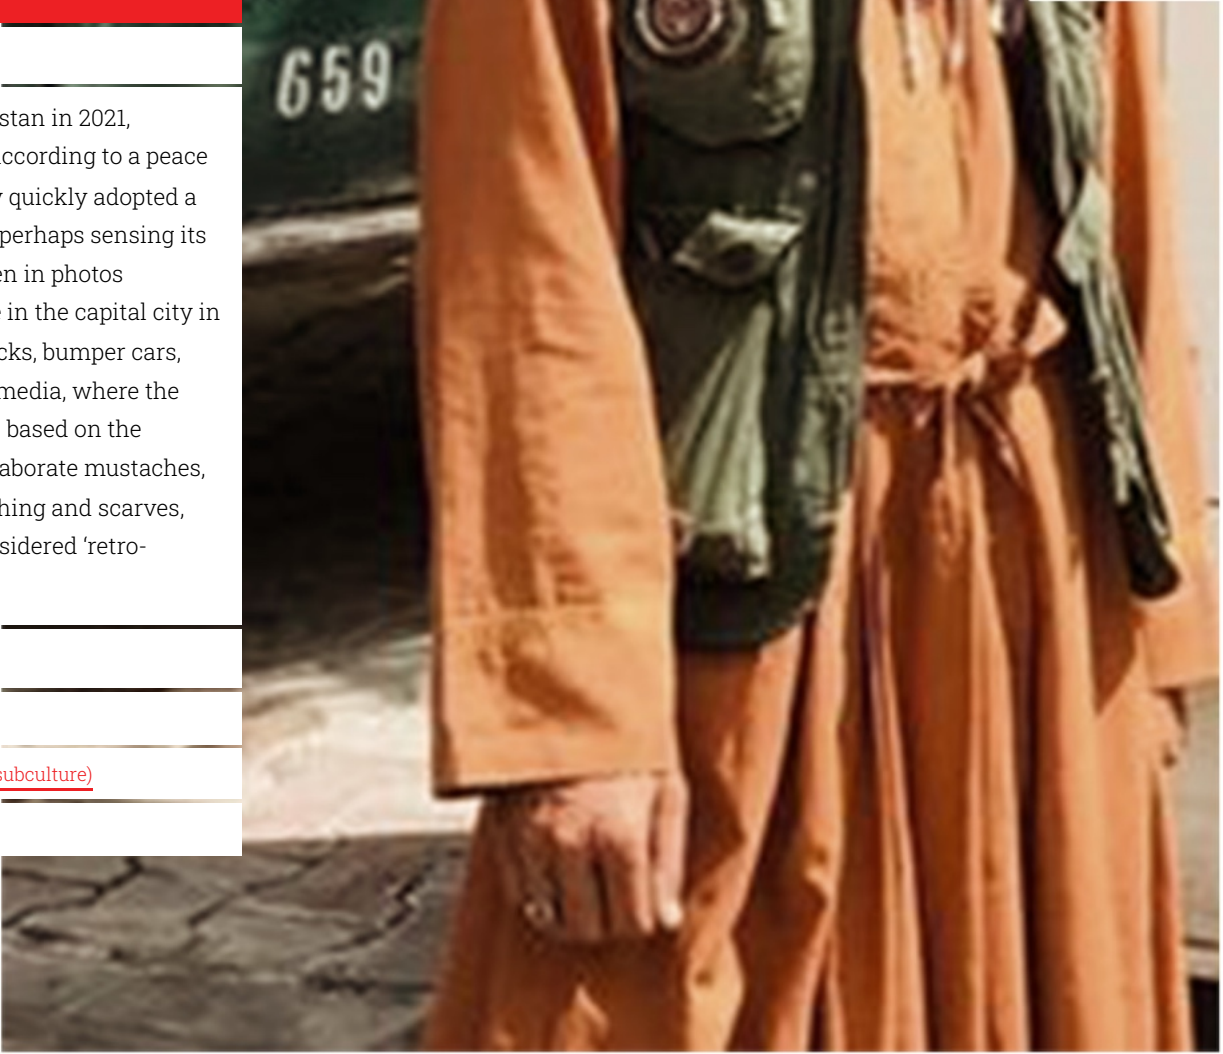 stan in 2021,
ccording to a peace
quickly adopted a
perhaps sensing its
en in photos
in the capital city in
cks, bumper cars,
media, where the
based on the
aborate mustaches,
hing and scarves,
sidered ‘retro-
subculture)
659